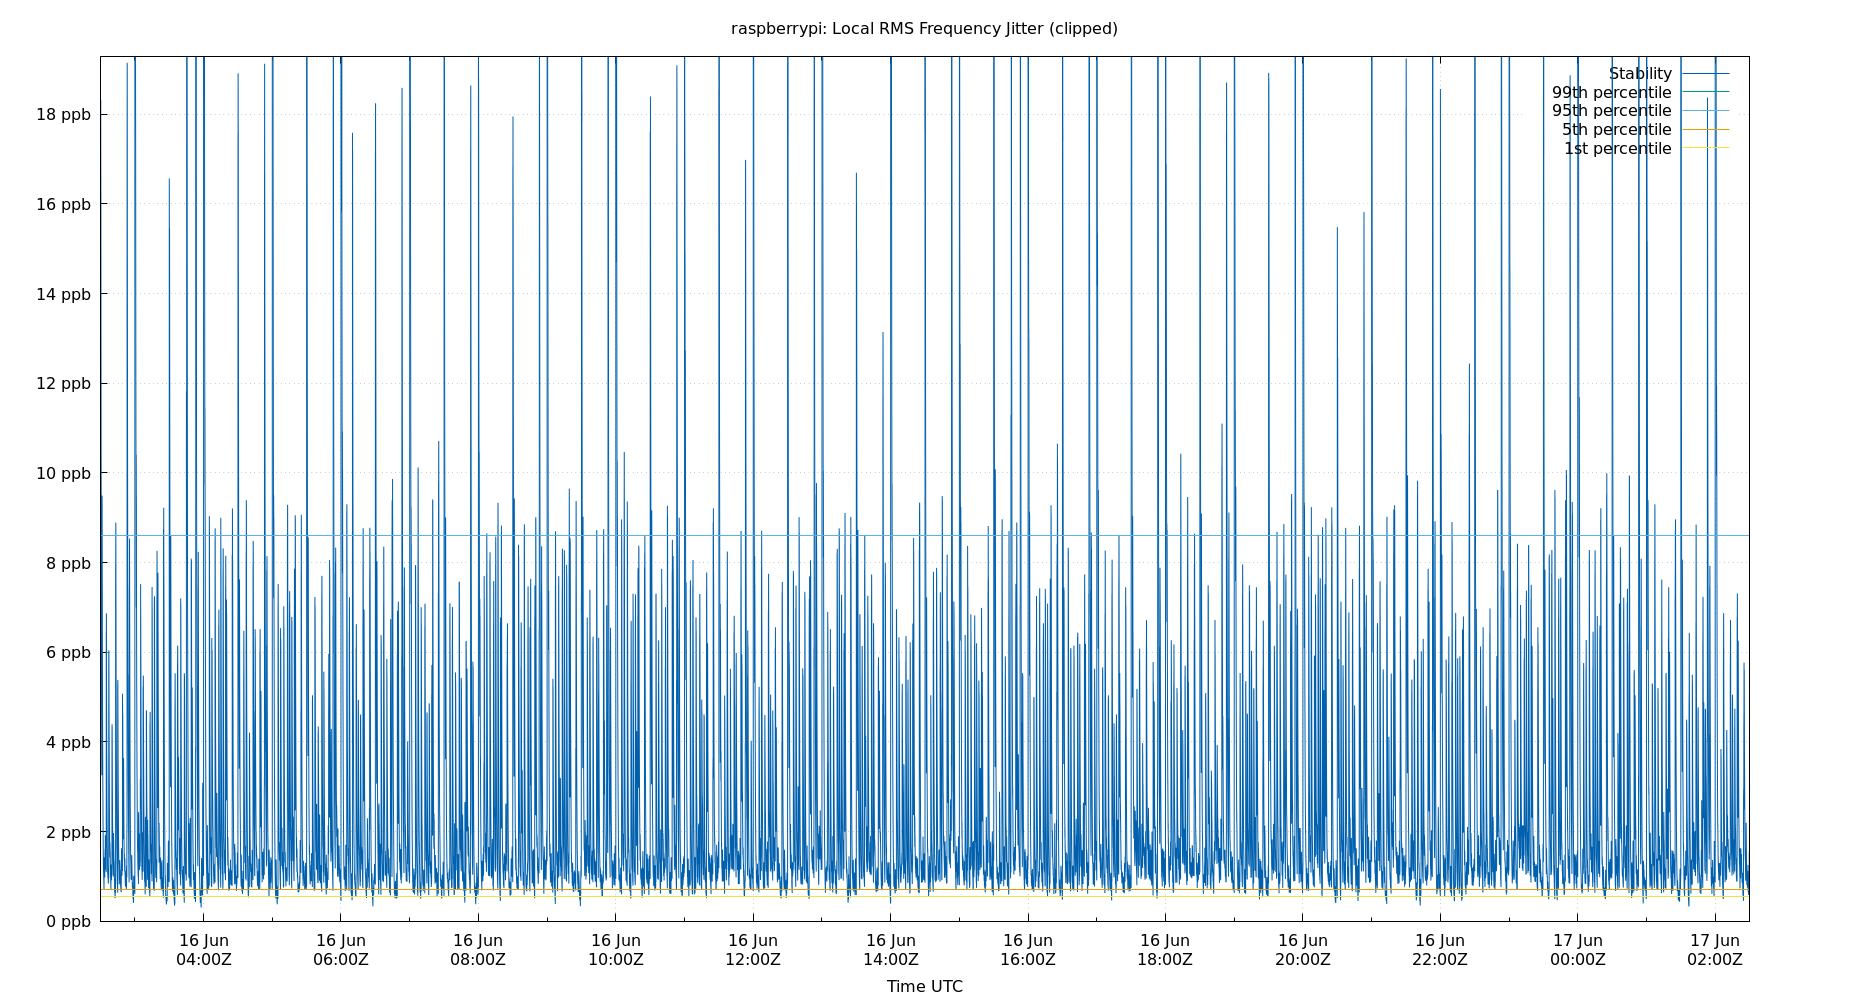 raspberrypi: Local RMS Frequency Jitter (clipped)
Stability
99th percentile
95th percentile
5th percentile
1st percentile
18 ppb
16 ppb
14 ppb
12 ppb
10 ppb
8 ppb
6 ppb
4 ppb
2 ppb
0 ppb
16 Jun 16 Jun 16 Jun 16 Jun 16 Jun 16 Jun 16 Jun 16 Jun 16 Jun 16 Jun 17 Jun 17 Jun
04:00Z 06:00Z 08:00Z 10:00Z 12:00Z 14:00Z 16:00Z 18:00Z 20:00Z 22:00Z 00:00Z 02:00Z
Time UTC